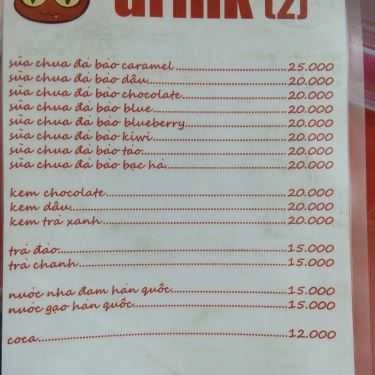 drink (2)
sữa chua đá bào caramel 25.000
sữa chua đá bào dâu 20.000
sữa chua đá bào chocolate 20.000
sữa chua đá bào blue 20.000
sữa chua đá bào blueberry 20.000
sữa chua đá bào kiwi 20.000
sữa chua đá bào táo 20.000
sữa chua đá bào bạc hà 20.000
kem chocolate 20.000
kem dâu 20.000
kem trà xanh 20.000
trà đào 15.000
trà chanh 15.000
nước nha đam hàn quốc 15.000
nước gạo hàn quốc 15.000
coca 12.000